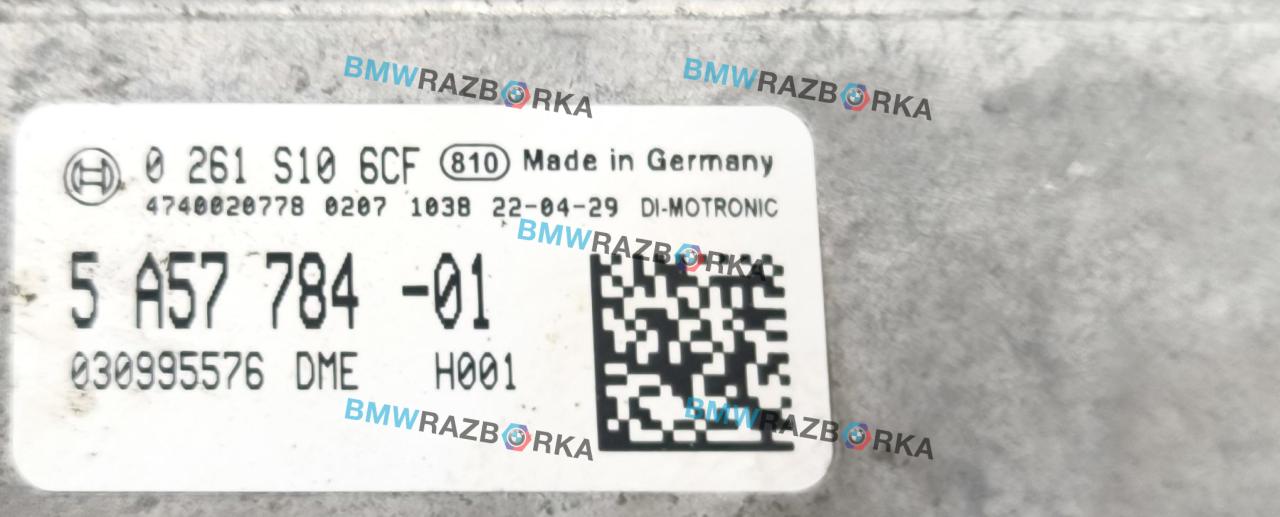 BMWRAZBORKA BMWRAZBORKA
0 261 S10 6CF 810 Made in Germany
4740020778 0207 1038 22-04-29 DI-MOTRONIC
BMWRAZBORKA
5 A57 784 -01
030995576 DME H001
BMWRAZBORKA BMWRAZBORKA